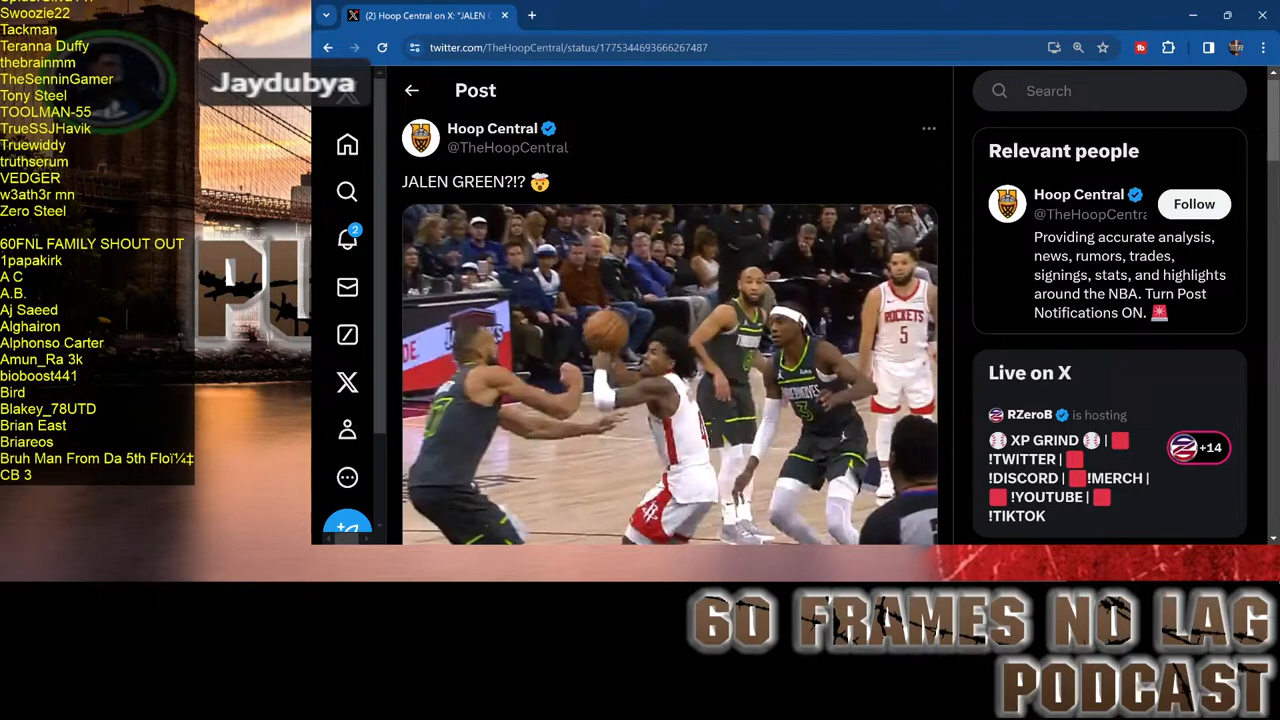 Swoozie22
Tackman
Teranna Duffy
thebrainmm
TheSenninGamer
Tony Steel
TOOLMAN-55
TrueSSJHavik
Truewiddy
truthserum
VEDGER
w3ath3r mn
Zero Steel
60FNL FAMILY SHOUT OUT
1papakirk
A C
A.B.
Aj Saeed
Alghairon
Alphonso Carter
Amun_Ra 3k
bioboost441
Bird
Blakey_78UTD
Brian East
Briareos
Bruh Man From Da 5th Floï¼‡
CB 3
Jaydubya
(2) Hoop Central on X: "JALEN
twitter.com/TheHoopCentral/status/1775344693666267487
Post
Hoop Central
@TheHoopCentral
JALEN GREEN?!? 🤯
ROCKETS
5
3
2
Search
Relevant people
Hoop Central
@TheHoopCentra
Follow
Providing accurate analysis,
news, rumors, trades,
signings, stats, and highlights
around the NBA. Turn Post
Notifications ON. 🚨
Live on X
RZeroB is hosting
⚾ XP GRIND ⚾ | 🟥
!TWITTER | 🟥
!DISCORD | 🟥 !MERCH |
🟥 !YOUTUBE | 🟥
!TIKTOK
+14
60 FRAMES NO LAG
PODCAST